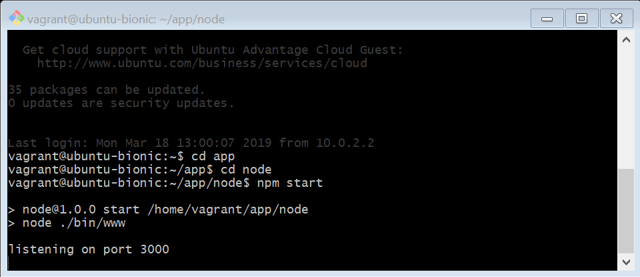 vagrant@ubuntu-bionic: ~/app/node
Get cloud support with Ubuntu Advantage Cloud Guest:
http://www.ubuntu.com/business/services/cloud
35 packages can be updated.
0 updates are security updates.
Last login: Mon Mar 18 13:00:07 2019 from 10.0.2.2
vagrant@ubuntu-bionic:~$ cd app
vagrant@ubuntu-bionic:~/app$ cd node
vagrant@ubuntu-bionic:~/app/node$ npm start
> node@1.0.0 start /home/vagrant/app/node
> node ./bin/www
listening on port 3000